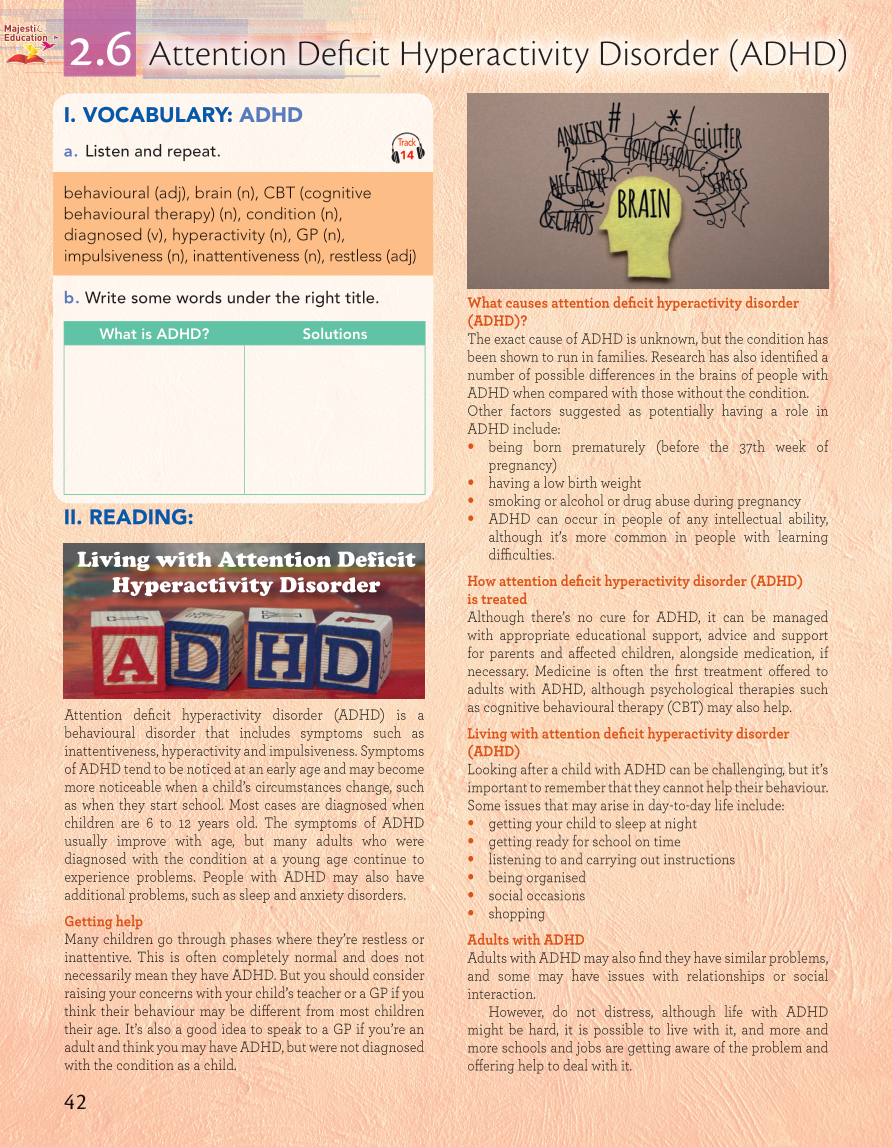 Majestic
Education
2.6 Attention Deficit Hyperactivity Disorder (ADHD)
I. VOCABULARY: ADHD
a. Listen and repeat.
Track
14
behavioural (adj), brain (n), CBT (cognitive
behavioural therapy) (n), condition (n),
diagnosed (v), hyperactivity (n), GP (n),
impulsiveness (n), inattentiveness (n), restless (adj)
b. Write some words under the right title.
What is ADHD? Solutions
II. READING:
Living with Attention Deficit
Hyperactivity Disorder
ADHD
Attention deficit hyperactivity disorder (ADHD) is a
behavioural disorder that includes symptoms such as
inattentiveness, hyperactivity and impulsiveness. Symptoms
of ADHD tend to be noticed at an early age and may become
more noticeable when a child's circumstances change, such
as when they start school. Most cases are diagnosed when
children are 6 to 12 years old. The symptoms of ADHD
usually improve with age, but many adults who were
diagnosed with the condition at a young age continue to
experience problems. People with ADHD may also have
additional problems, such as sleep and anxiety disorders.
Getting help
Many children go through phases where they're restless or
inattentive. This is often completely normal and does not
necessarily mean they have ADHD. But you should consider
raising your concerns with your child's teacher or a GP if you
think their behaviour may be different from most children
their age. It's also a good idea to speak to a GP if you're an
adult and think you may have ADHD, but were not diagnosed
with the condition as a child.
ANXIETY # * CLUTTER
? CONFUSION
NEGATIVE STRESS
&CHAOS
BRAIN
What causes attention deficit hyperactivity disorder
(ADHD)?
The exact cause of ADHD is unknown, but the condition has
been shown to run in families. Research has also identified a
number of possible differences in the brains of people with
ADHD when compared with those without the condition.
Other factors suggested as potentially having a role in
ADHD include:
• being born prematurely (before the 37th week of
pregnancy)
• having a low birth weight
• smoking or alcohol or drug abuse during pregnancy
• ADHD can occur in people of any intellectual ability,
although it's more common in people with learning
difficulties.
How attention deficit hyperactivity disorder (ADHD)
is treated
Although there's no cure for ADHD, it can be managed
with appropriate educational support, advice and support
for parents and affected children, alongside medication, if
necessary. Medicine is often the first treatment offered to
adults with ADHD, although psychological therapies such
as cognitive behavioural therapy (CBT) may also help.
Living with attention deficit hyperactivity disorder
(ADHD)
Looking after a child with ADHD can be challenging, but it's
important to remember that they cannot help their behaviour.
Some issues that may arise in day-to-day life include:
• getting your child to sleep at night
• getting ready for school on time
• listening to and carrying out instructions
• being organised
• social occasions
• shopping
Adults with ADHD
Adults with ADHD may also find they have similar problems,
and some may have issues with relationships or social
interaction.
However, do not distress, although life with ADHD
might be hard, it is possible to live with it, and more and
more schools and jobs are getting aware of the problem and
offering help to deal with it.
42